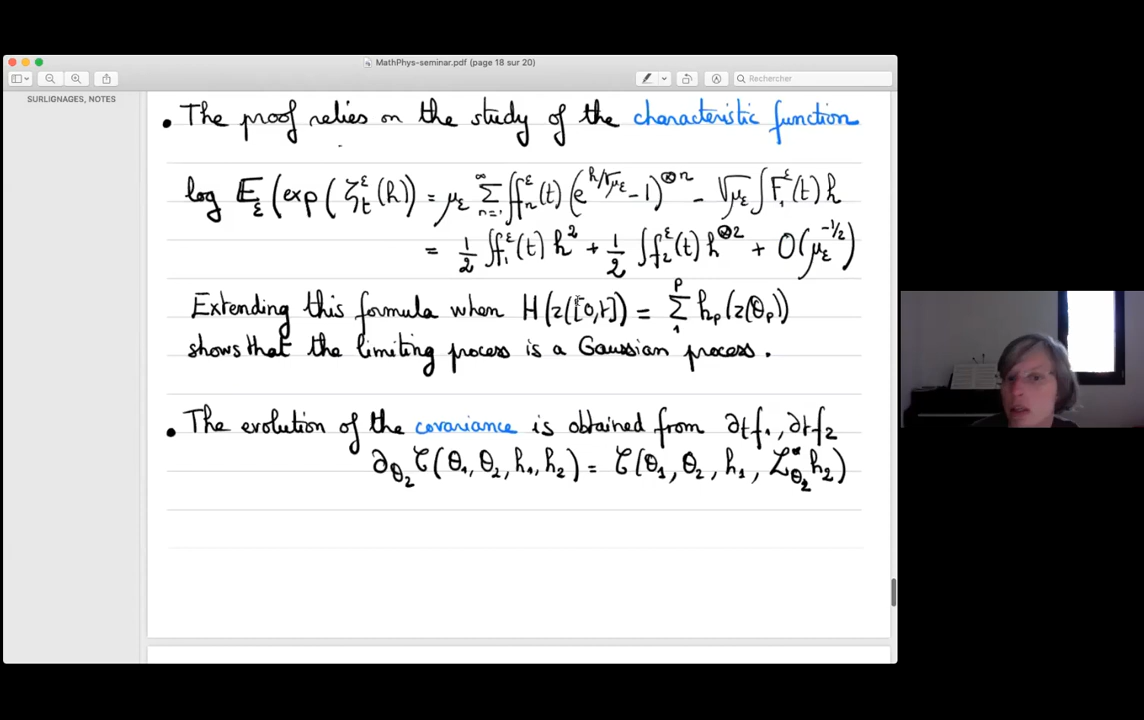 MathPhys-seminar.pdf (page 18 sur 20)
Rechercher
SURLIGNAGES, NOTES
• The proof relies on the study of the characteristic function
log 𝔼_ε (exp(ζ_t^ε(h)) = μ_ε ∑_{n=1}^∞ ∫f_n^ε(t) (e^{h/√μ_ε} -1)^{⊗n} - √μ_ε ∫F_1^ε(t) h
= 1/2 ∫f_1^ε(t) h² + 1/2 ∫f_2^ε(t) h^{⊗2} + O(μ_ε^{-1/2})
Extending this formula when H(z([0,t]) = ∑_1^p h_p(z(θ_p))
shows that the limiting process is a Gaussian process.
• The evolution of the covariance is obtained from ∂_t f_1, ∂_t f_2
∂_{θ_2} 𝒞(θ_1, θ_2, h_1, h_2) = 𝒞(θ_1, θ_2, h_1, ℒ*_{θ_2} h_2)